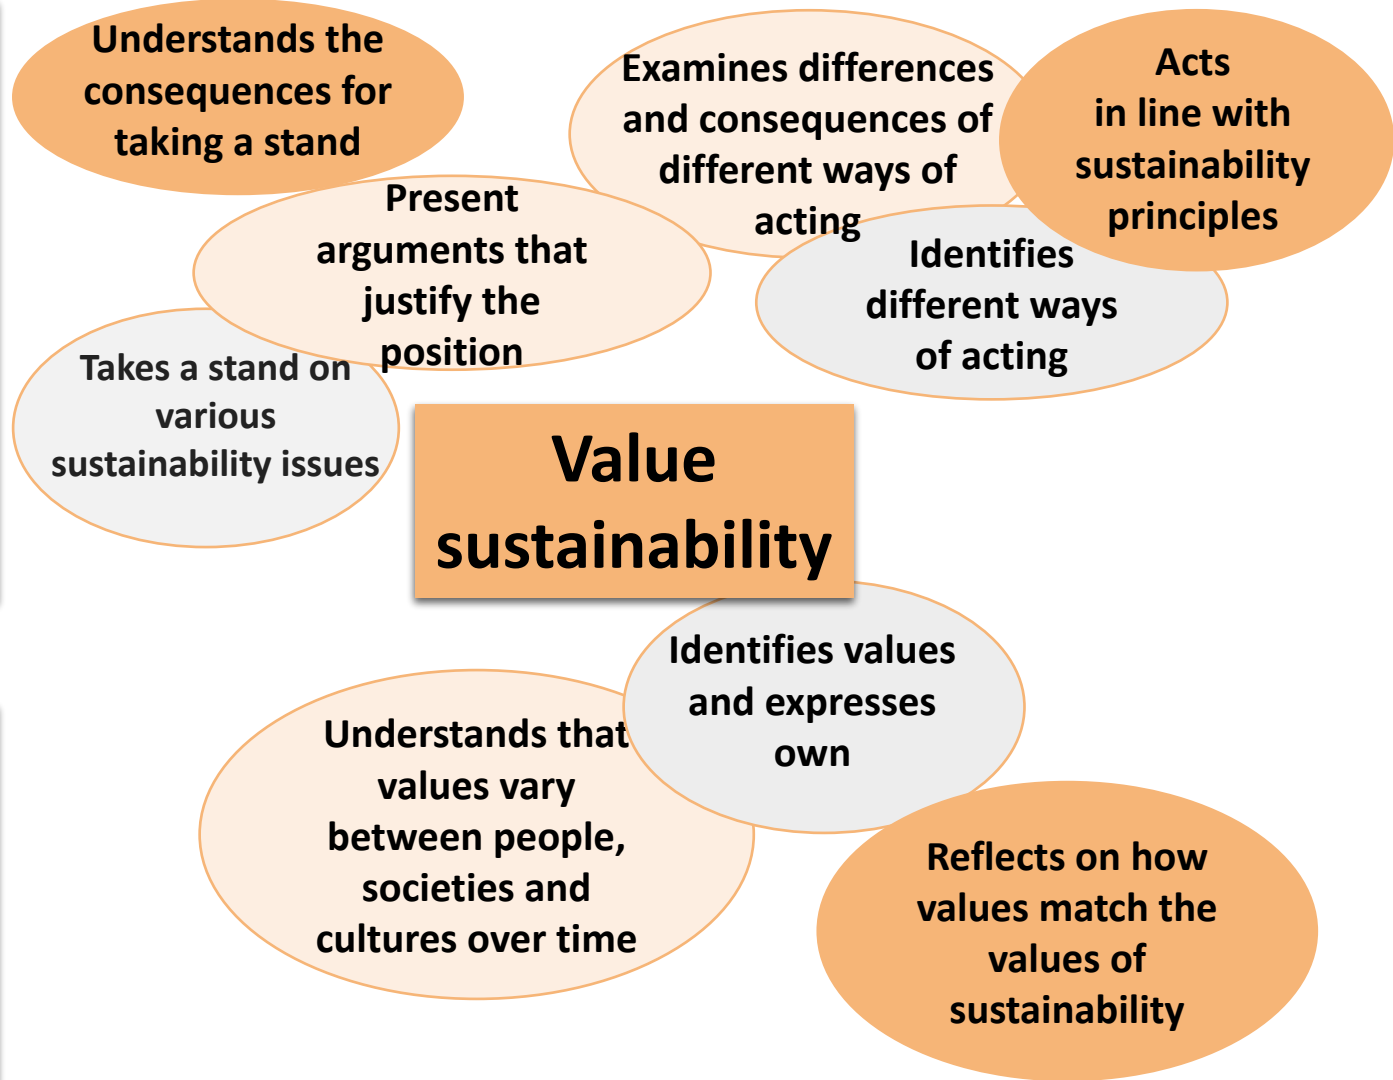 Understands the
consequences for
taking a stand
Examines differences
and consequences of
different ways of
acting
Acts
in line with
sustainability
principles
Present
arguments that
justify the
position
Identifies
different ways
of acting
Takes a stand on
various
sustainability issues
Value
sustainability
Identifies values
and expresses
own
Understands that
values vary
between people,
societies and
cultures over time
Reflects on how
values match the
values of
sustainability